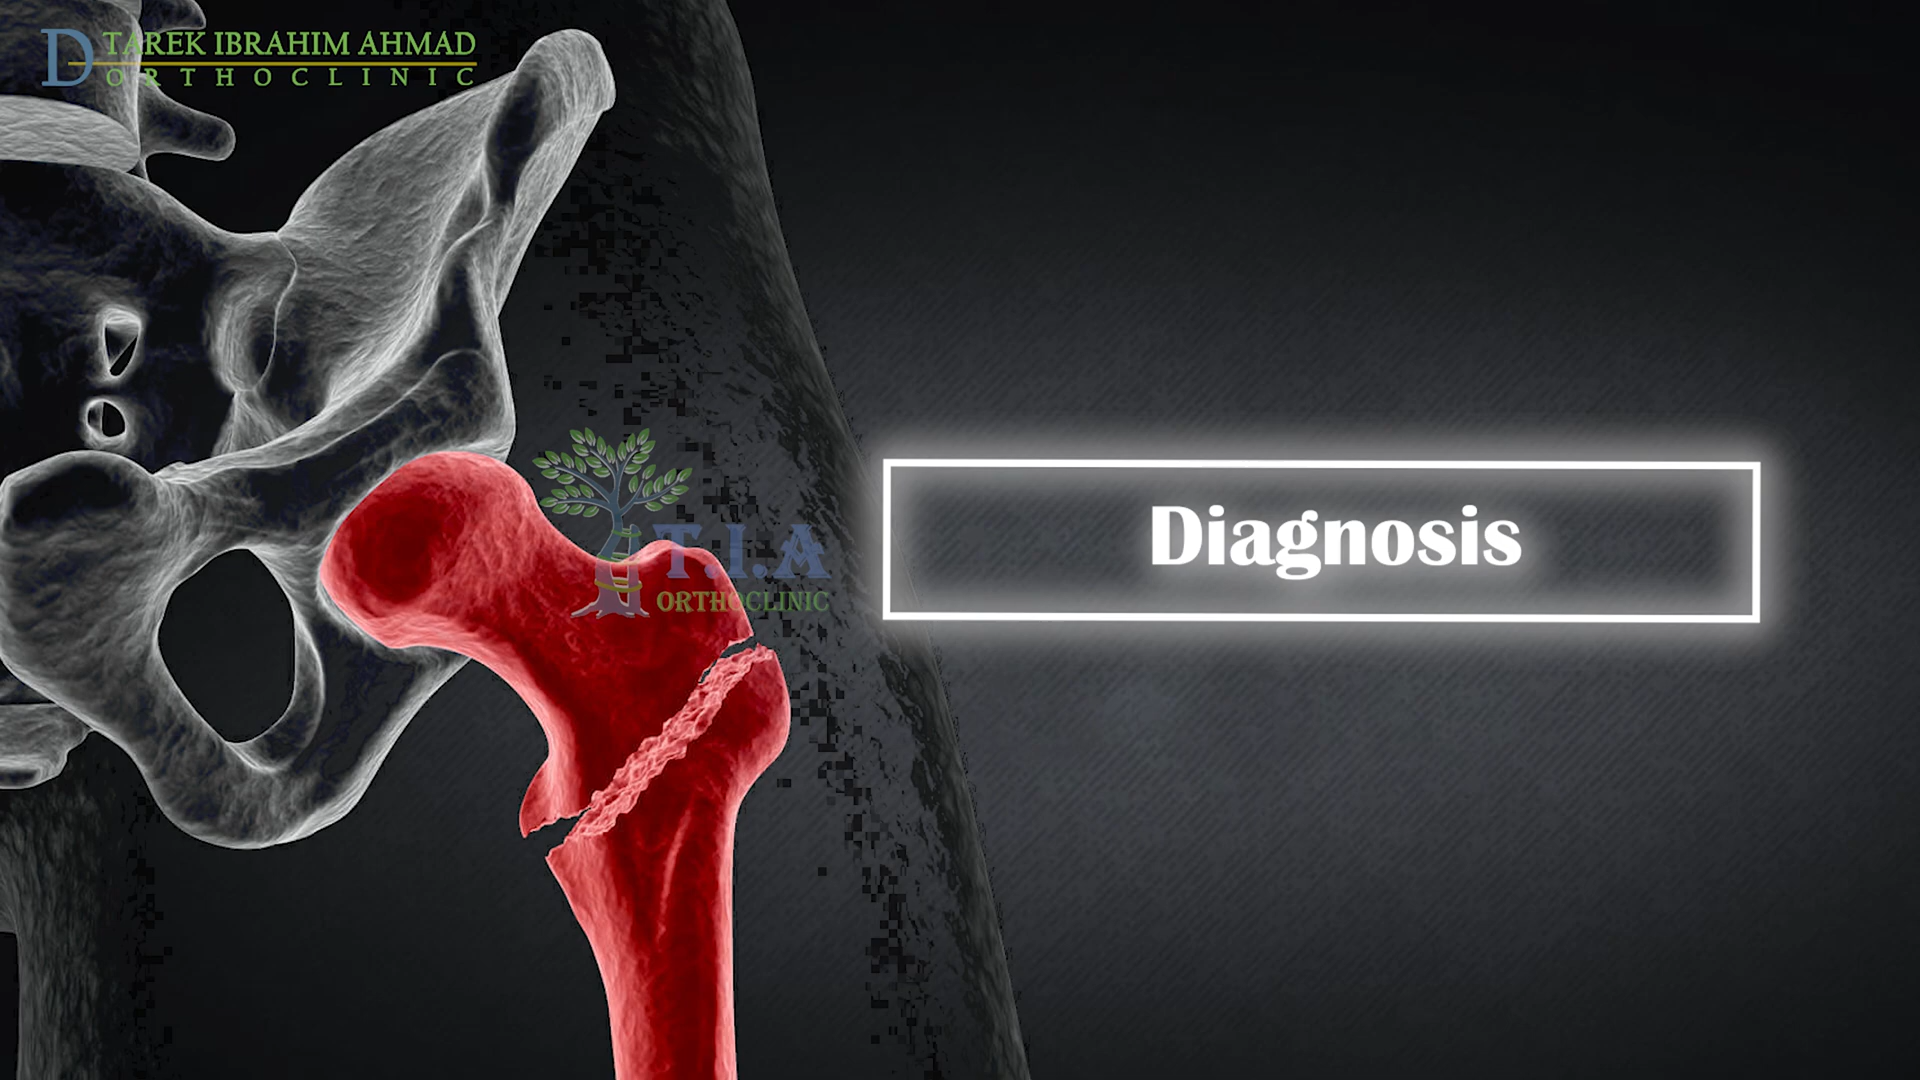 D TAREK IBRAHIM AHMAD
ORTHOCLINIC
T.I.A
ORTHOCLINIC
Diagnosis